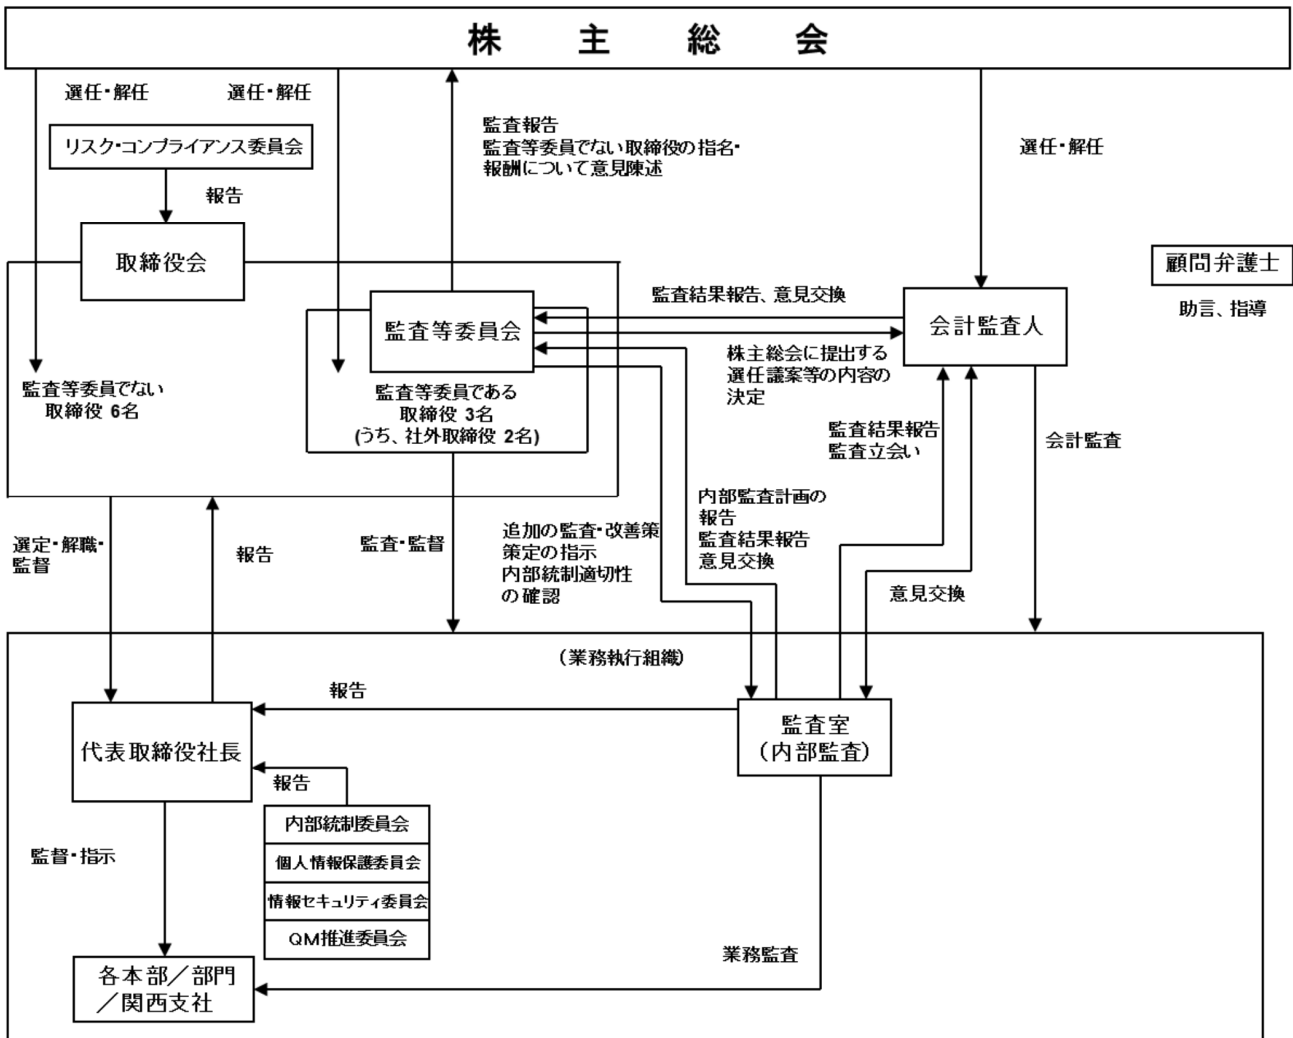 株主総会
選任・解任
選任・解任
監査報告
監査等委員でない取締役の指名・
報酬について意見陳述
選任・解任
リスク・コンプライアンス委員会
報告
取締役会
顧問弁護士
助言、指導
監査等委員会
監査結果報告、意見交換
会計監査人
株主総会に提出する
選任議案等の内容の
決定
監査等委員でない
取締役 6名
監査等委員である
取締役 3名
(うち、社外取締役 2名)
監査結果報告
監査立会い
会計監査
選定・解職・
監督
報告
監査・監督
追加の監査・改善策
策定の指示
内部統制適切性
の確認
内部監査計画の
報告
監査結果報告
意見交換
意見交換
(業務執行組織)
報告
代表取締役社長
監査室
(内部監査)
報告
内部統制委員会
個人情報保護委員会
情報セキュリティ委員会
QM推進委員会
監督・指示
業務監査
各本部／部門
／関西支社